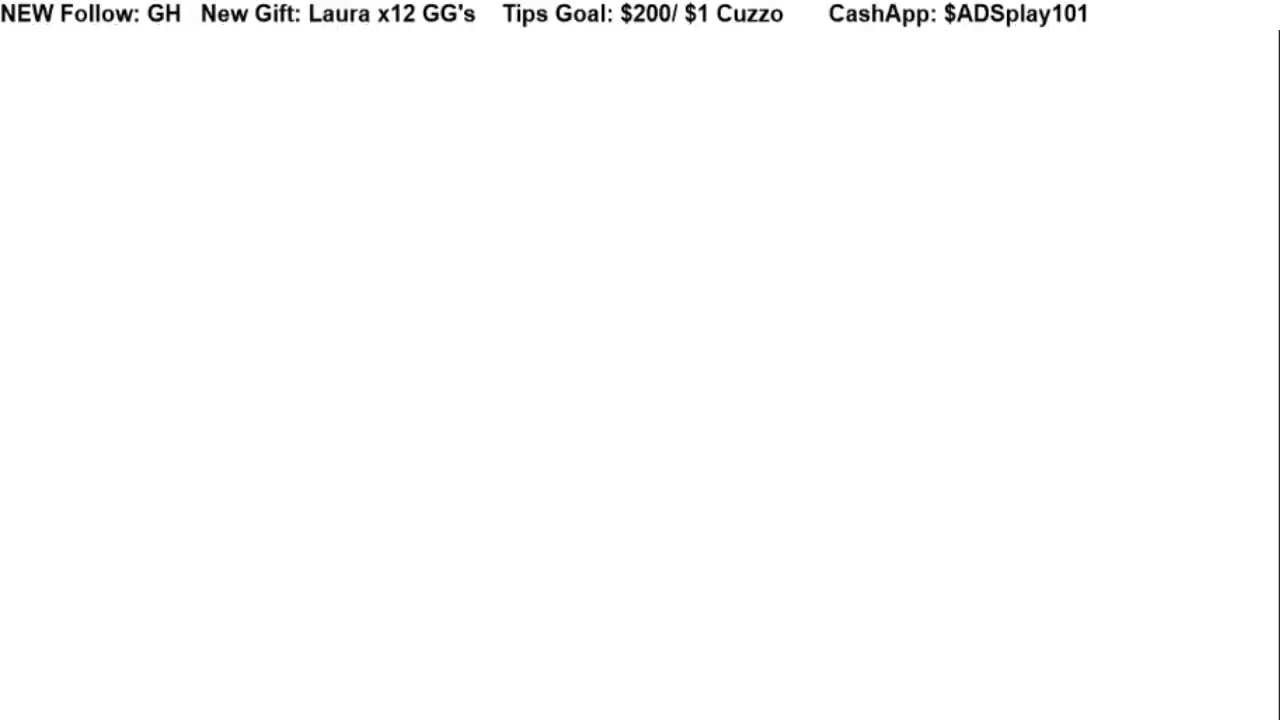 NEW Follow: GH New Gift: Laura x12 GG's Tips Goal: $200/ $1 Cuzzo CashApp: $ADSplay101